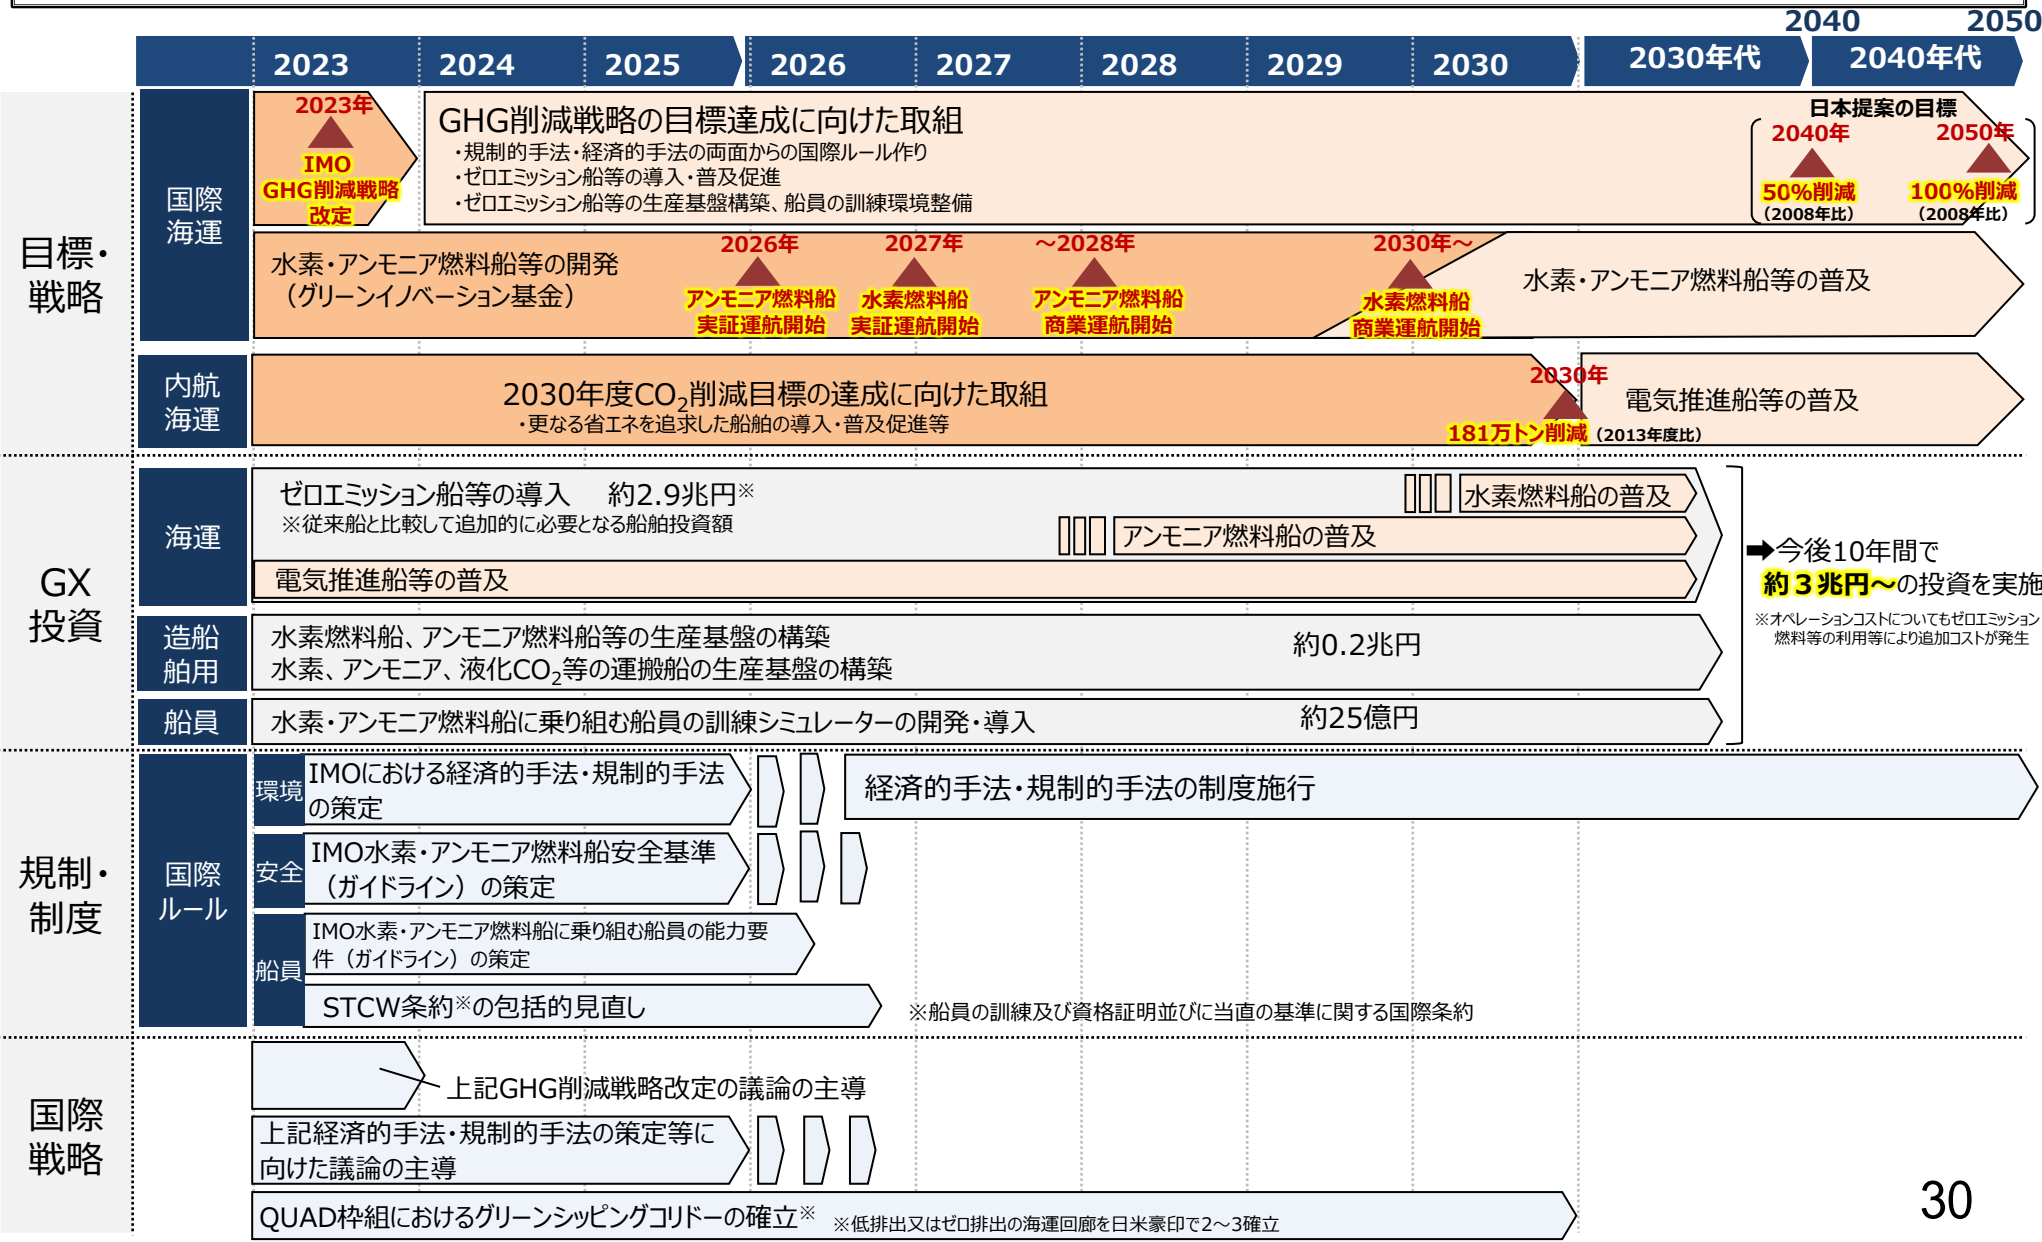 2040 2050
2023 2024 2025 2026 2027 2028 2029 2030 2030年代 2040年代
目標・
戦略
国際
海運
2023年
IMO
GHG削減戦略
改定
GHG削減戦略の目標達成に向けた取組
・規制的手法・経済的手法の両面からの国際ルール作り
・ゼロエミッション船等の導入・普及促進
・ゼロエミッション船等の生産基盤構築、船員の訓練環境整備
日本提案の目標
2040年
50%削減
（2008年比）
2050年
100%削減
（2008年比）
水素・アンモニア燃料船等の開発
（グリーンイノベーション基金）
2026年
アンモニア燃料船
実証運航開始
2027年
水素燃料船
実証運航開始
～2028年
アンモニア燃料船
商業運航開始
2030年～
水素燃料船
商業運航開始
水素・アンモニア燃料船等の普及
内航
海運
2030年度CO2削減目標の達成に向けた取組
・更なる省エネを追求した船舶の導入・普及促進等
2030年
181万トン削減（2013年度比）
電気推進船等の普及
GX
投資
海運
ゼロエミッション船等の導入 約2.9兆円※
※従来船と比較して追加的に必要となる船舶投資額
水素燃料船の普及
アンモニア燃料船の普及
電気推進船等の普及
➡今後10年間で
約３兆円～の投資を実施
※オペレーションコストについてもゼロエミッション
燃料等の利用等により追加コストが発生
造船
舶用
水素燃料船、アンモニア燃料船等の生産基盤の構築
水素、アンモニア、液化CO2等の運搬船の生産基盤の構築
約0.2兆円
船員
水素・アンモニア燃料船に乗り組む船員の訓練シミュレーターの開発・導入
約25億円
規制・
制度
国際
ルール
環境
IMOにおける経済的手法・規制的手法
の策定
経済的手法・規制的手法の制度施行
安全
IMO水素・アンモニア燃料船安全基準
（ガイドライン）の策定
船員
IMO水素・アンモニア燃料船に乗り組む船員の能力要
件（ガイドライン）の策定
STCW条約※の包括的見直し
※船員の訓練及び資格証明並びに当直の基準に関する国際条約
国際
戦略
上記GHG削減戦略改定の議論の主導
上記経済的手法・規制的手法の策定等に
向けた議論の主導
QUAD枠組におけるグリーンシッピングコリドーの確立※
※低排出又はゼロ排出の海運回廊を日米豪印で2～3確立
30